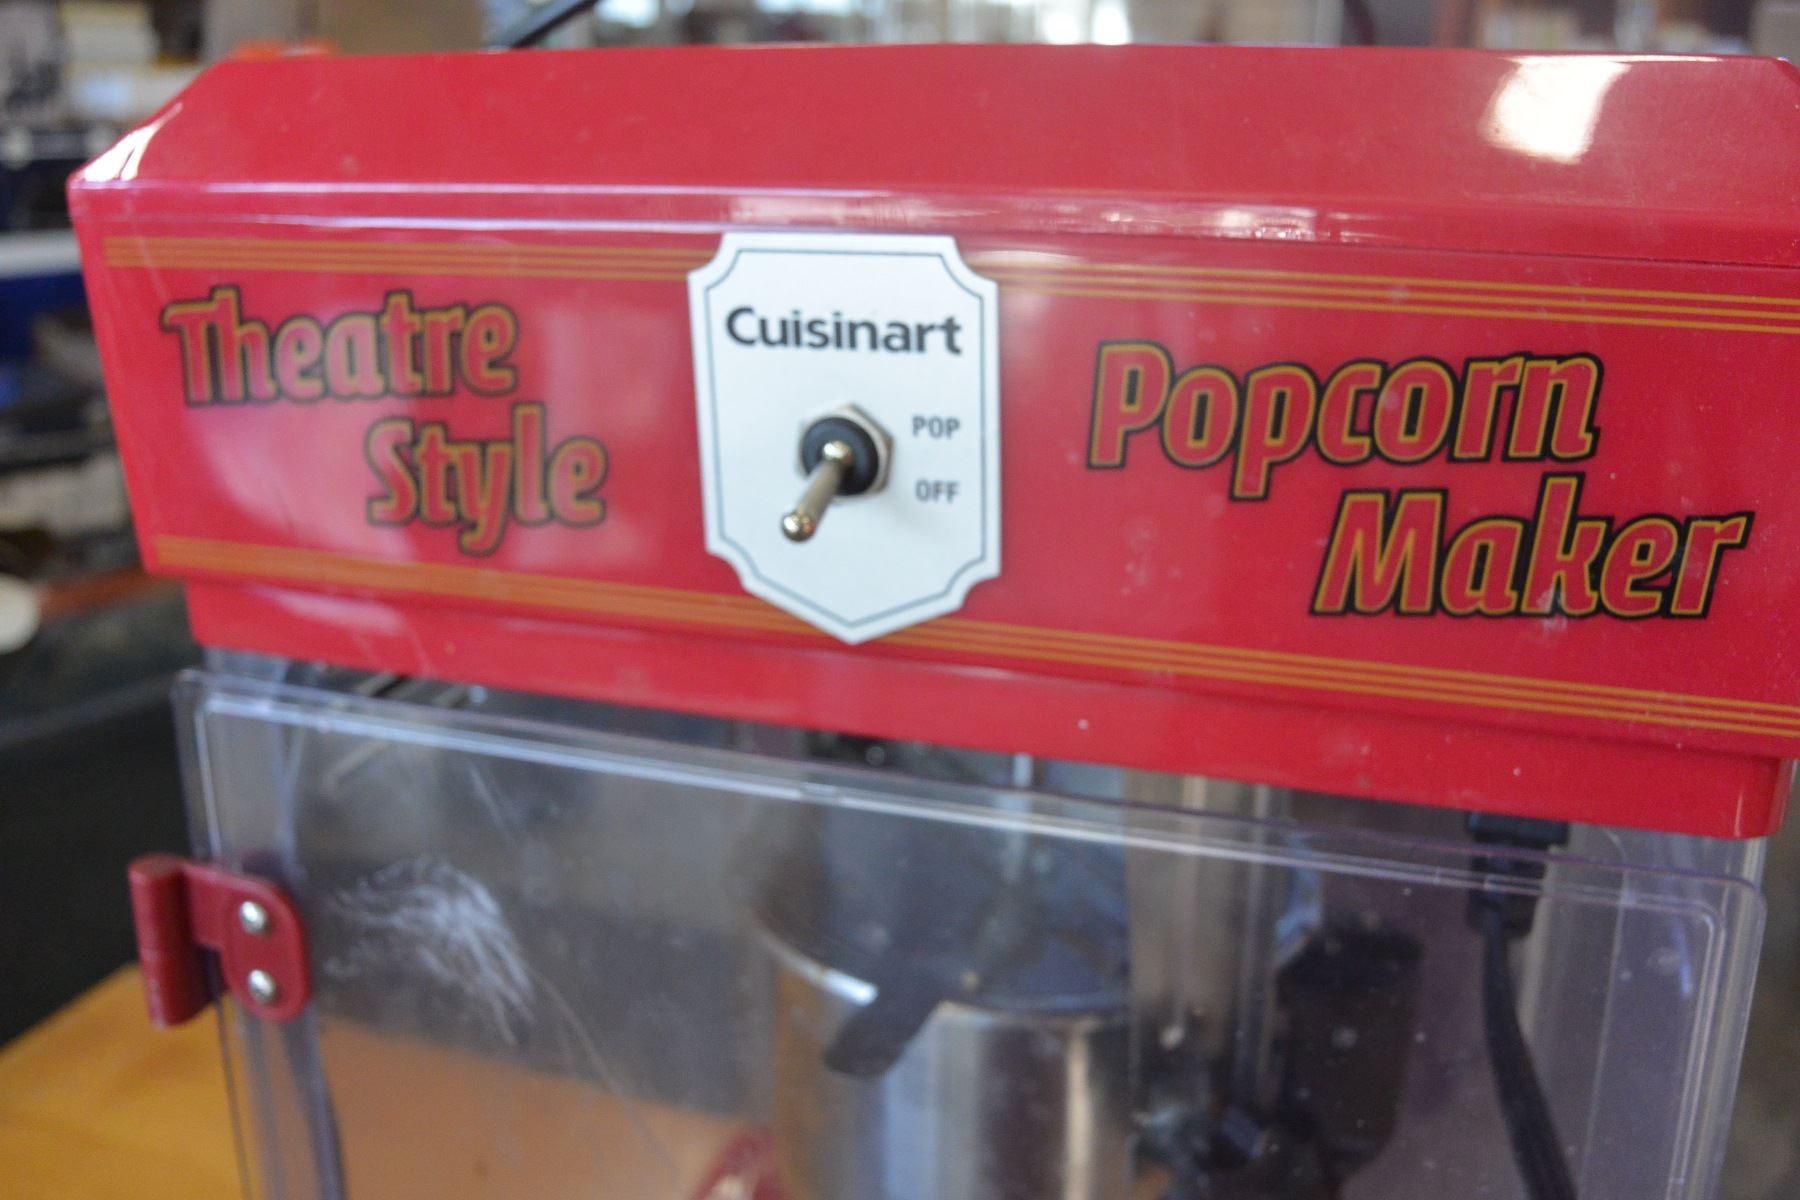 Theatre
Style
Cuisinart
POP
OFF
Popcorn
Maker